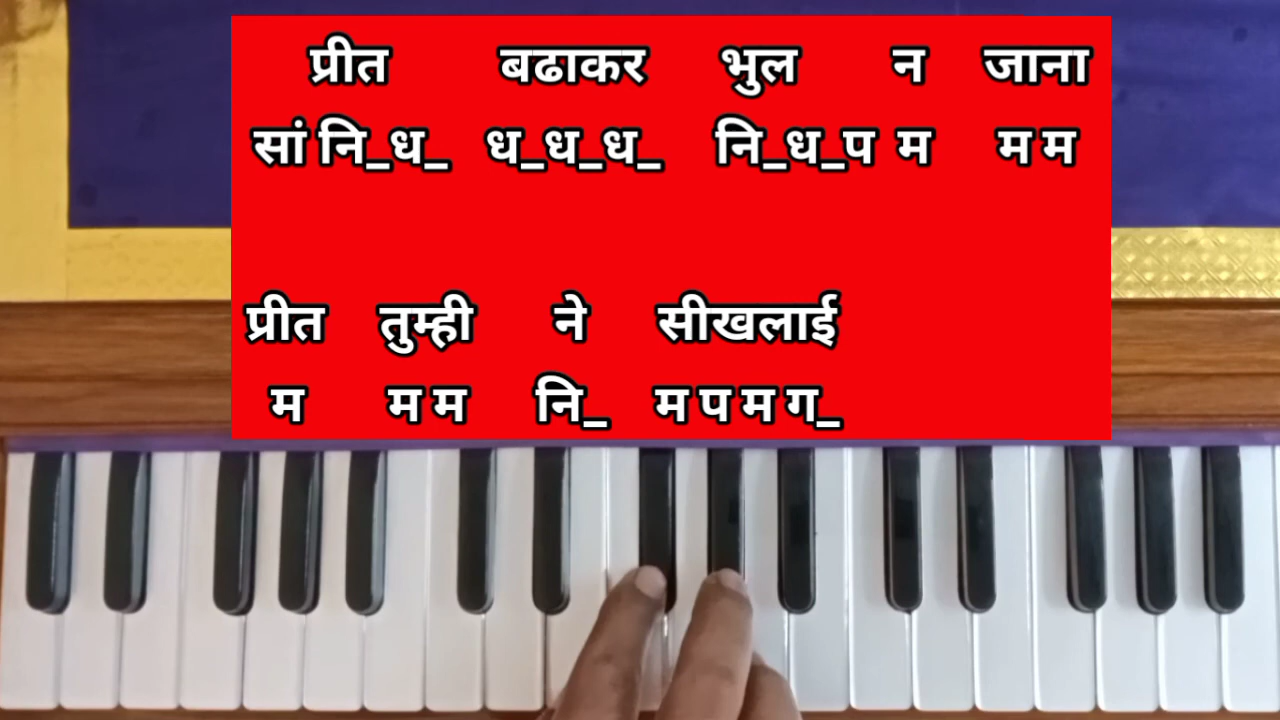 प्रीत बढाकर भुल न जाना
सां नि_ध_ ध_ध_ध_ नि_ध_प म म म
प्रीत तुम्ही ने सीखलाई
म म म नि_ म प म ग_